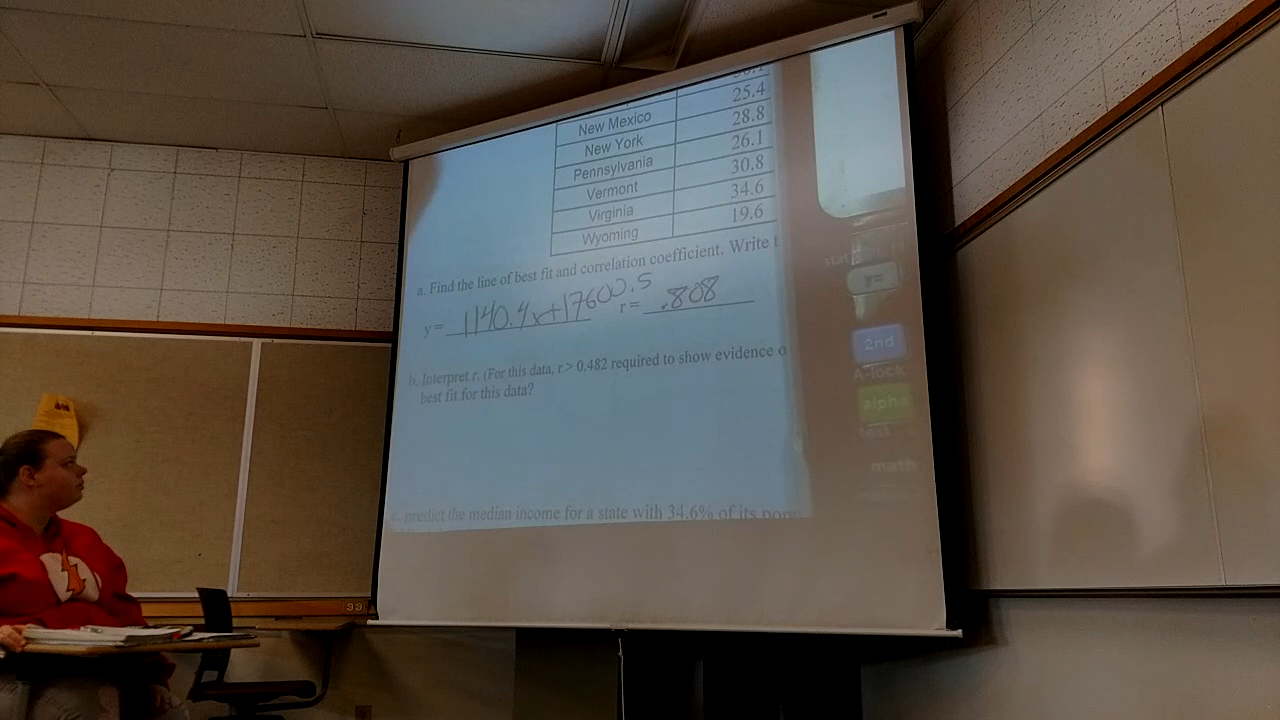 25.4
New Mexico 28.8
New York 26.1
Pennsylvania 30.8
Vermont 34.6
Virginia 19.6
Wyoming
a. Find the line of best fit and correlation coefficient. Write t
y = 1140.4x+17600.5 r = .808
b. Interpret r. (For this data, r > 0.482 required to show evidence o
best fit for this data?
predict the median income for a state with 34.6% of its
y=
2nd
A-lock
alpha
math
33